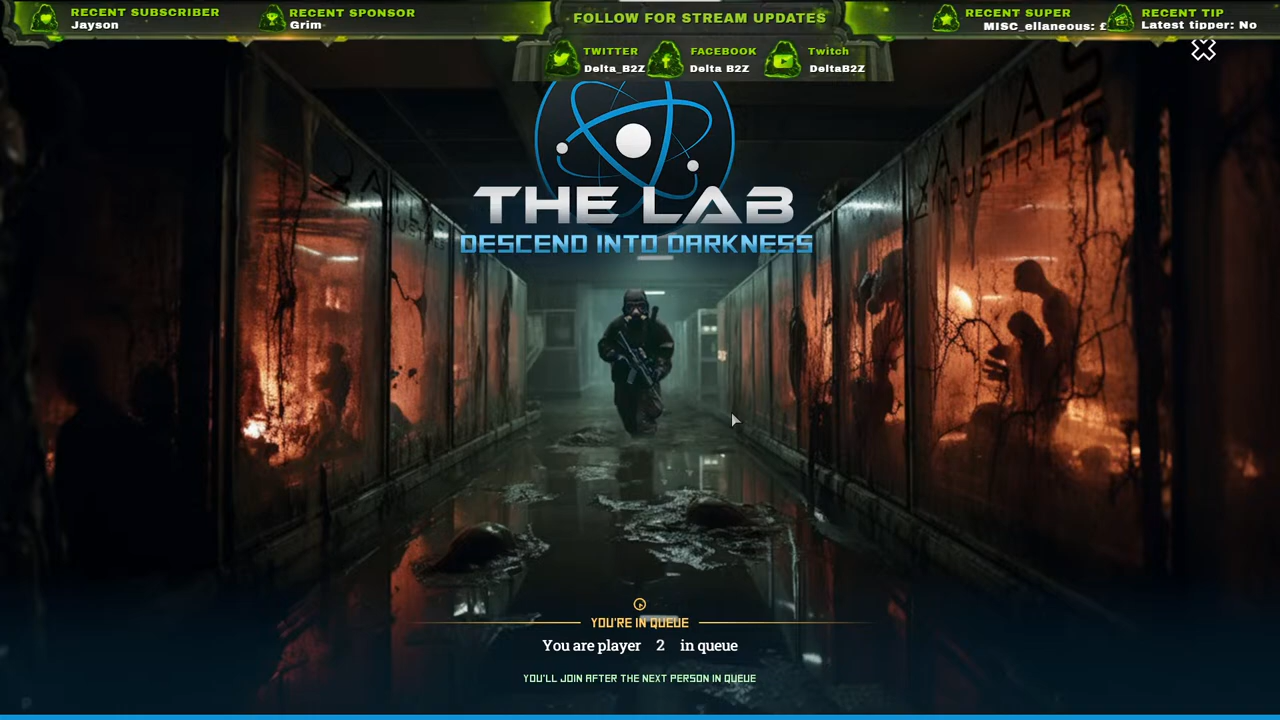 RECENT SUBSCRIBER
Jayson
RECENT SPONSOR
Grim-
FOLLOW FOR STREAM UPDATES
RECENT SUPER
MISC_ellaneous: £
RECENT TIP
Latest tipper: No
TWITTER
Delta_B2Z
FACEBOOK
Delta B2Z
Twitch
DeltaB2Z
ATLAS
INDUSTRIES
THE LAB
DESCEND INTO DARKNESS
YOU'RE IN QUEUE
You are player 2 in queue
YOU'LL JOIN AFTER THE NEXT PERSON IN QUEUE